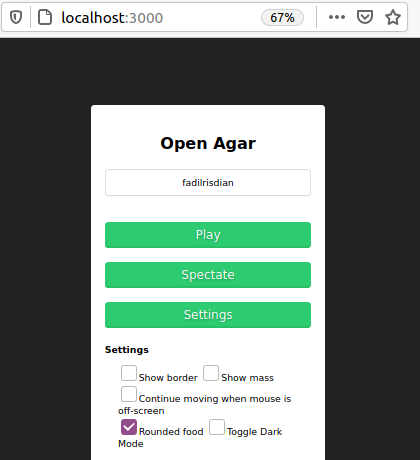 localhost:3000 67%
Open Agar
fadilrisdian
Play
Spectate
Settings
Settings
Show border Show mass
Continue moving when mouse is
off-screen
Rounded food Toggle Dark
Mode